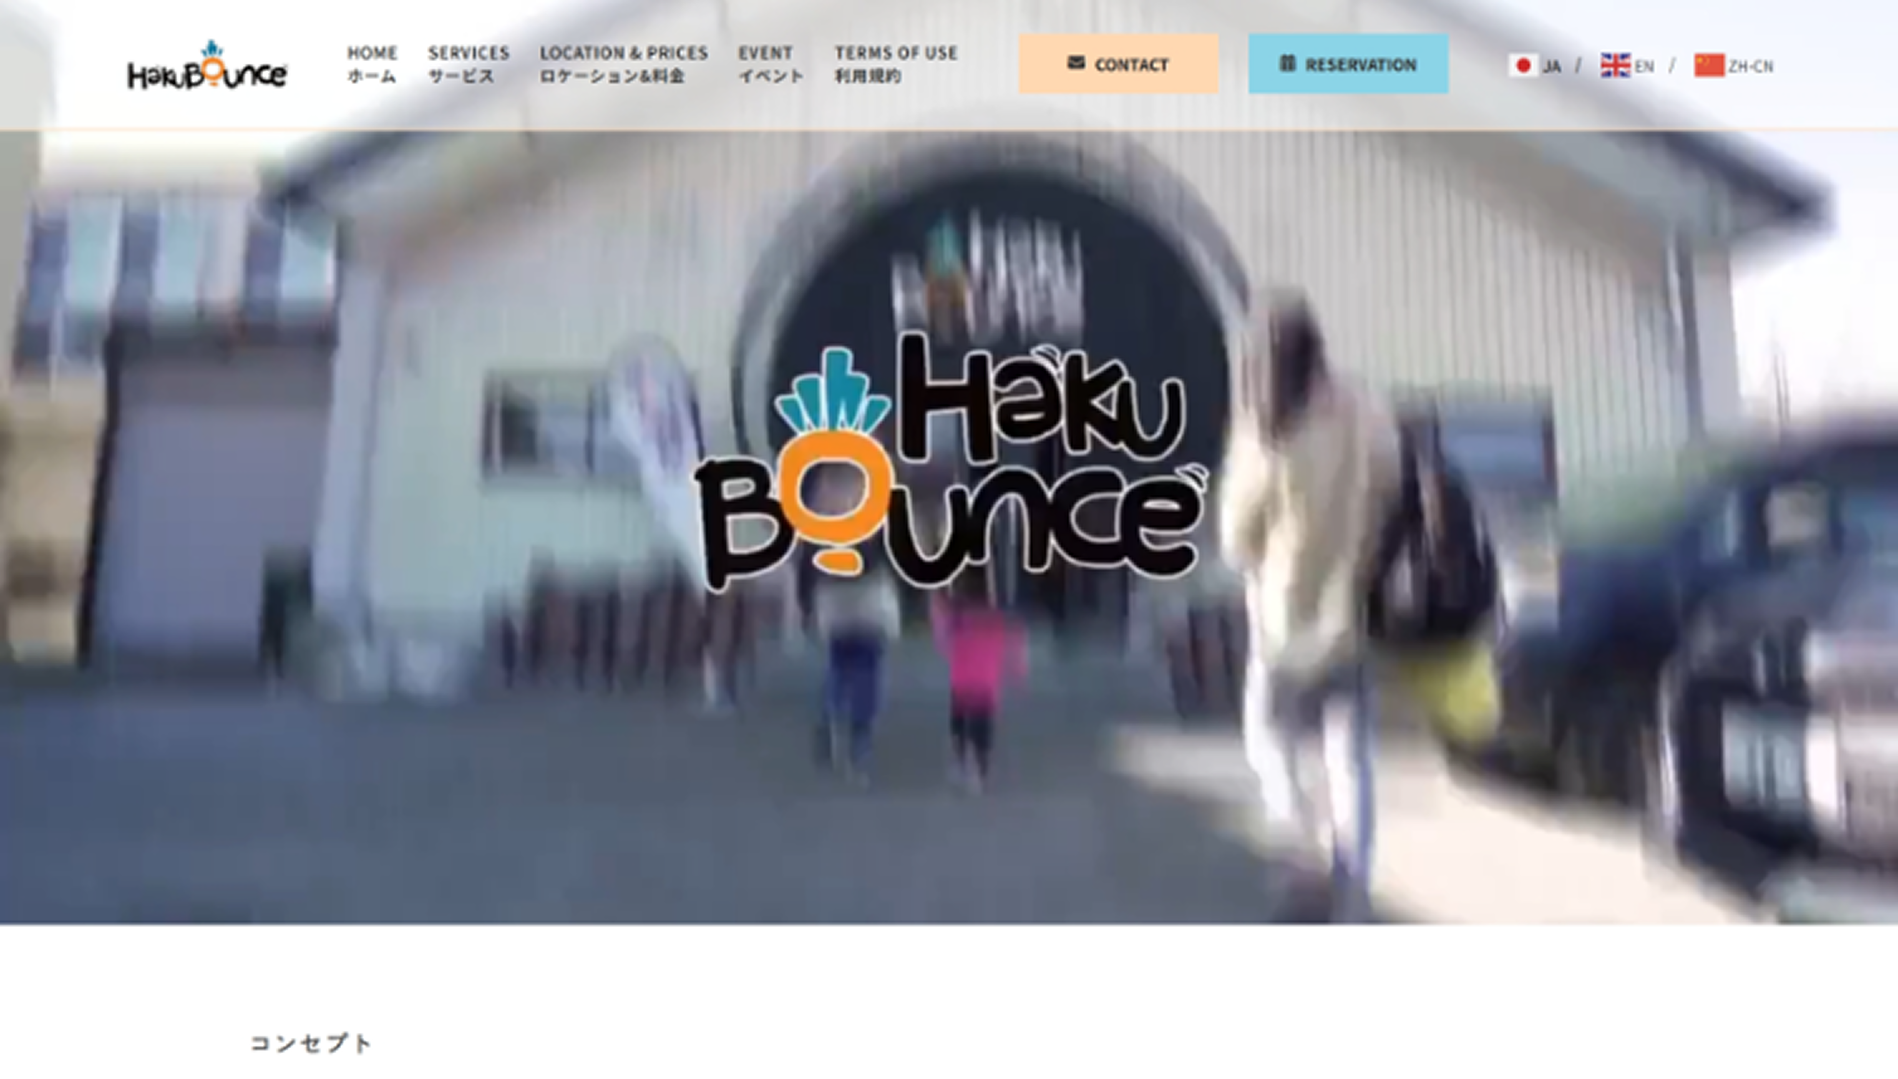 HakuBounce
HOME
ホーム
SERVICES
サービス
LOCATION & PRICES
ロケーション&料金
EVENT
イベント
TERMS OF USE
利用規約
CONTACT
RESERVATION
JA / EN / ZH-CN
Haku
Bounce
コンセプト